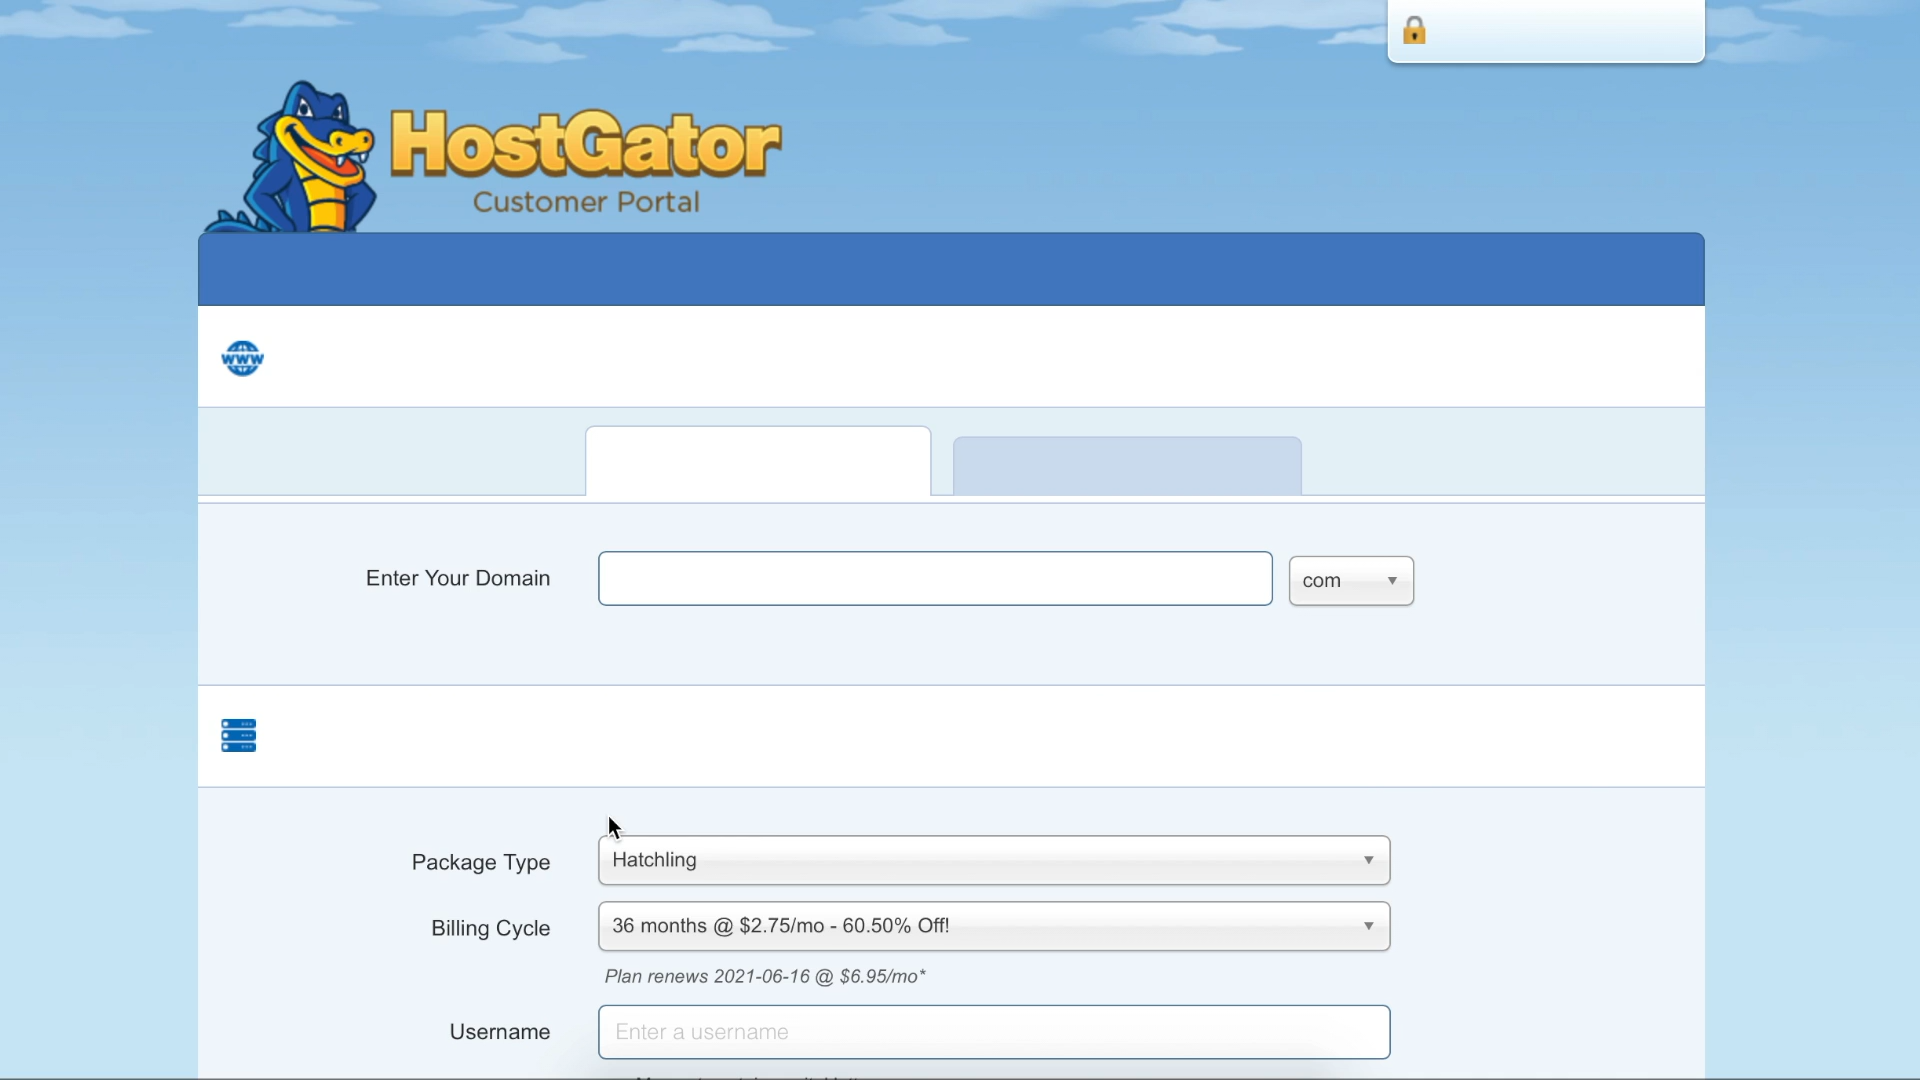 HostGator
Customer Portal
www
Enter Your Domain
com
Package Type
Hatchling
Billing Cycle
36 months @ $2.75/mo - 60.50% Off!
Plan renews 2021-06-16 @ $6.95/mo*
Username
Enter a username